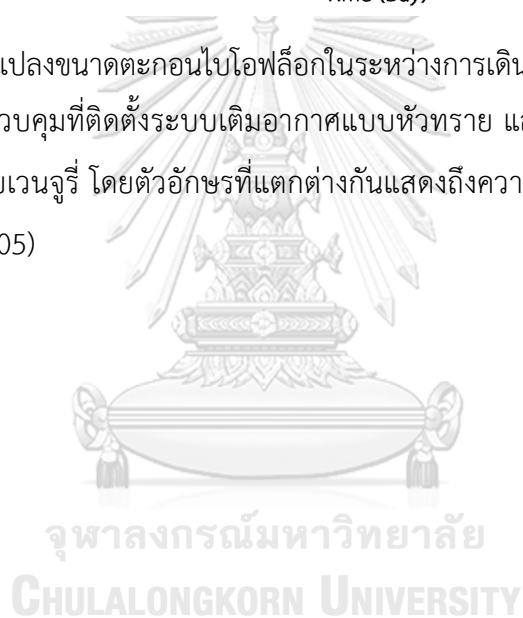 แปลงขนาดตะกอนไบโอฟล็อกในระหว่างการเดิน
วบคุมที่ติดตั้งระบบเติมอากาศแบบหัวทราย
เวนจูรี่ โดยตัวอักษรที่แตกต่างกันแสดงถึงควา
05)
จุฬาลงกรณ์มหาวิทยาลัย
CHULALONGKORN UNIVERSITY